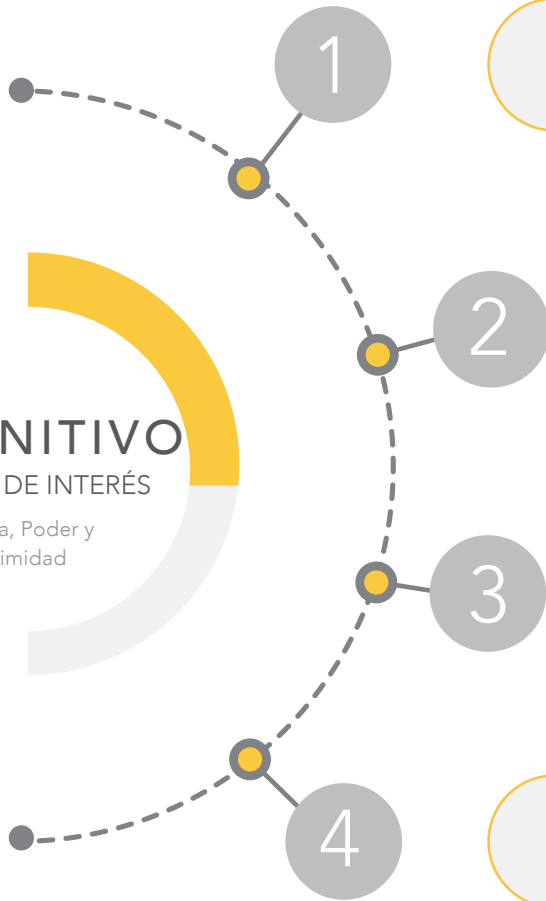 1
2
NITIVO
DE INTERÉS
a, Poder y
imidad
3
4